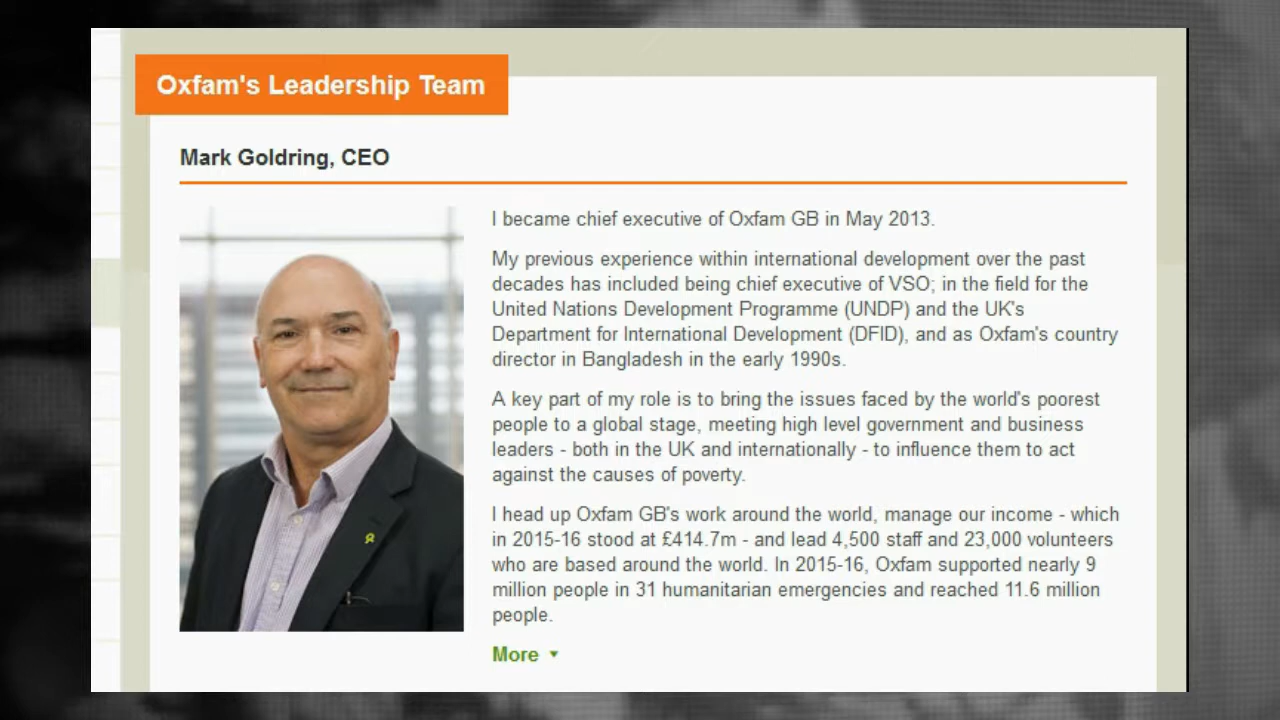 Oxfam's Leadership Team
Mark Goldring, CEO
I became chief executive of Oxfam GB in May 2013.
My previous experience within international development over the past
decades has included being chief executive of VSO; in the field for the
United Nations Development Programme (UNDP) and the UK's
Department for International Development (DFID), and as Oxfam's country
director in Bangladesh in the early 1990s.
A key part of my role is to bring the issues faced by the world's poorest
people to a global stage, meeting high level government and business
leaders - both in the UK and internationally - to influence them to act
against the causes of poverty.
I head up Oxfam GB's work around the world, manage our income - which
in 2015-16 stood at £414.7m - and lead 4,500 staff and 23,000 volunteers
who are based around the world. In 2015-16, Oxfam supported nearly 9
million people in 31 humanitarian emergencies and reached 11.6 million
people.
More